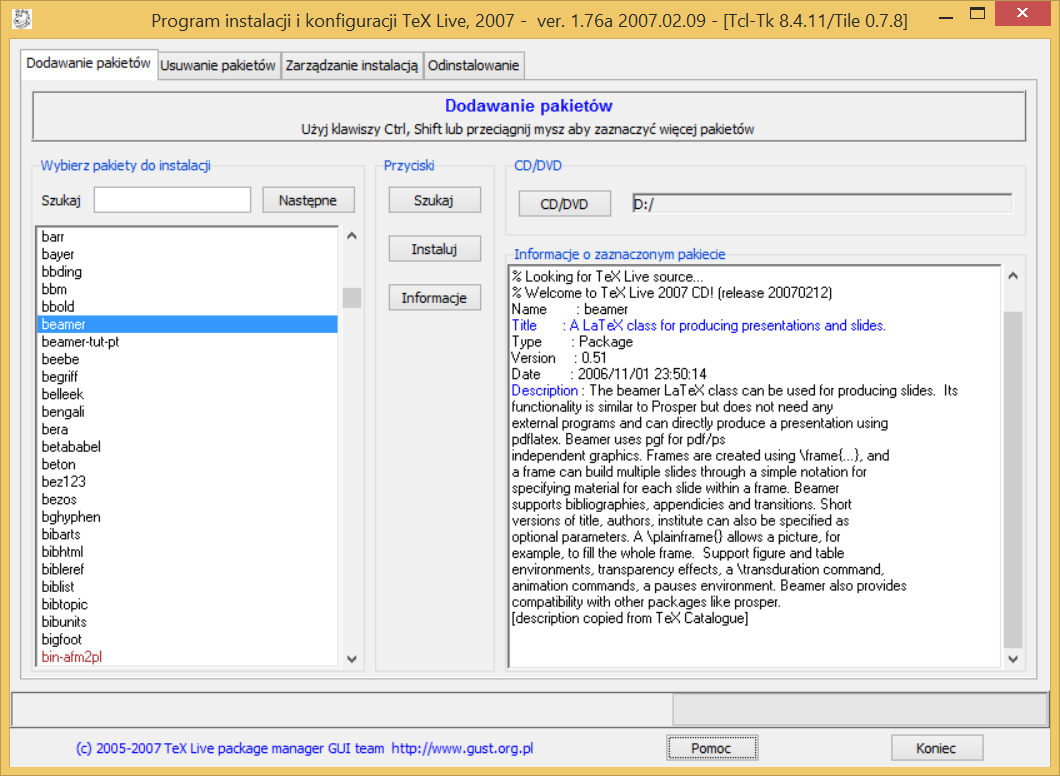 Program instalacji i konfiguracji TeX Live, 2007 - ver. 1.76a 2007.02.09 - [Tcl-Tk 8.4.11/Tile 0.7.8]
Dodawanie pakietów
Usuwanie pakietów
Zarządzanie instalacją
Odinstalowanie
Dodawanie pakietów
Użyj klawiszy Ctrl, Shift lub przeciągnij mysz aby zaznaczyć więcej pakietów
Wybierz pakiety do instalacji
Szukaj
Następne
barr
bayer
bbding
bbm
bbold
beamer
beamer-tut-pt
beebe
begriff
belleek
bengali
bera
betababel
beton
bez123
bezos
bghyphen
bibarts
bibhtml
bibleref
biblist
bibtopic
bibunits
bigfoot
bin-afm2pl
Przyciski
Szukaj
Instaluj
Informacje
CD/DVD
CD/DVD
D:/
Informacje o zaznaczonym pakiecie
% Looking for TeX Live source...
% Welcome to TeX Live 2007 CD! (release 20070212)
Name : beamer
Title : A LaTeX class for producing presentations and slides.
Type : Package
Version : 0.51
Date : 2006/11/01 23:50:14
Description : The beamer LaTeX class can be used for producing slides. Its
functionality is similar to Prosper but does not need any
external programs and can directly produce a presentation using
pdflatex. Beamer uses pgf for pdf/ps
independent graphics. Frames are created using \frame{...}, and
a frame can build multiple slides through a simple notation for
specifying material for each slide within a frame. Beamer
supports bibliographies, appendicies and transitions. Short
versions of title, authors, institute can also be specified as
optional parameters. A \plainframe{} allows a picture, for
example, to fill the whole frame. Support figure and table
environments, transparency effects, a \transduration command,
animation commands, a pauses environment. Beamer also provides
compatibility with other packages like prosper.
[description copied from TeX Catalogue]
(c) 2005-2007 TeX Live package manager GUI team http://www.gust.org.pl
Pomoc
Koniec